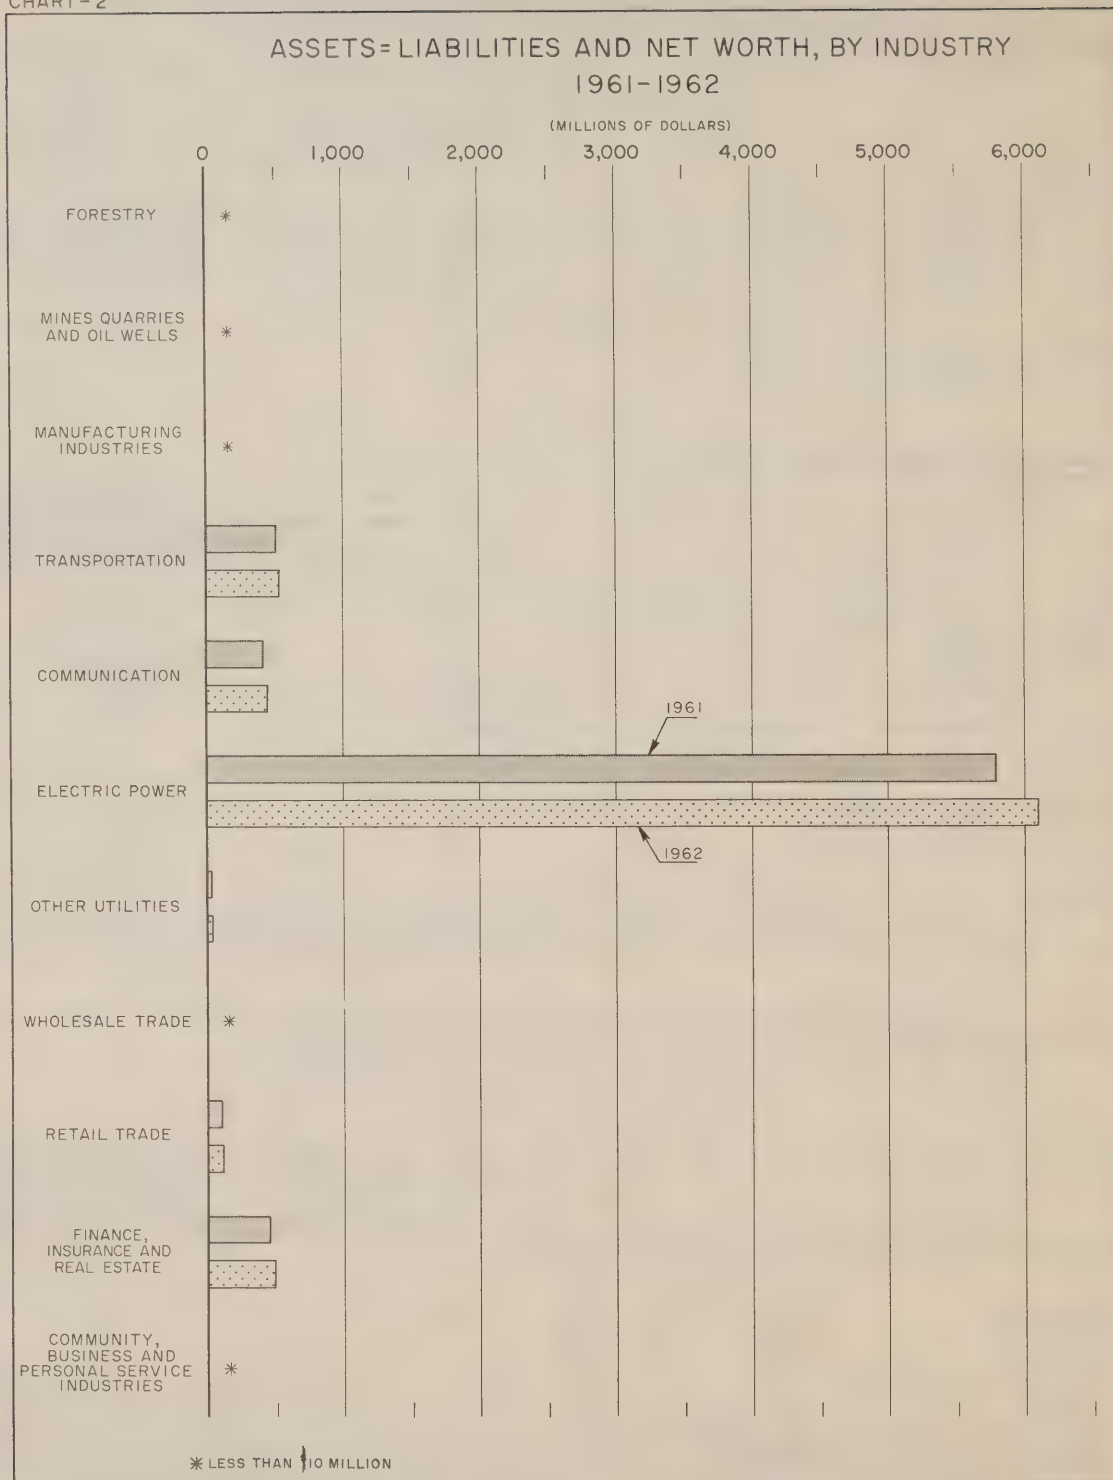 CHART-2
ASSETS=LIABILITIES AND NET WORTH, BY INDUSTRY
1961-1962
(MILLIONS OF DOLLARS)
0 1,000 2,000 3,000 4,000 5,000 6,000
FORESTRY *
MINES QUARRIES
AND OIL WELLS *
MANUFACTURING
INDUSTRIES *
TRANSPORTATION
COMMUNICATION
1961
ELECTRIC POWER
1962
OTHER UTILITIES
WHOLESALE TRADE *
RETAIL TRADE
FINANCE,
INSURANCE AND
REAL ESTATE
COMMUNITY,
BUSINESS AND
PERSONAL SERVICE *
INDUSTRIES
* LESS THAN $10 MILLION